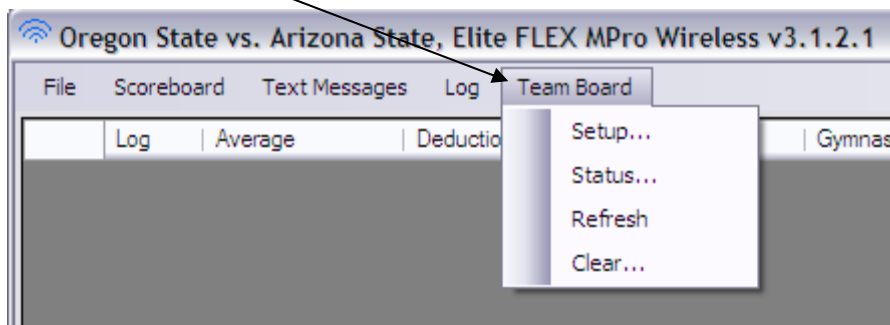 Oregon State vs. Arizona State, Elite FLEX MPro Wireless v3.1.2.1
File Scoreboard Text Messages Log Team Board
Log Average Deductio Gymnas
Setup...
Status...
Refresh
Clear...